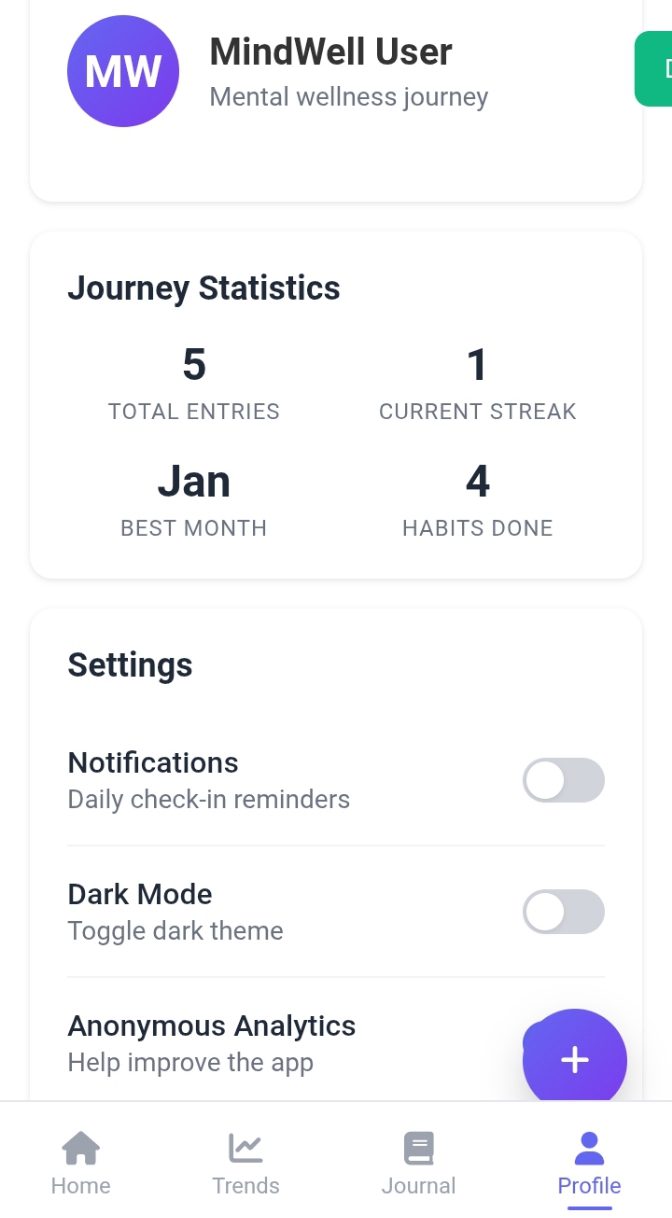 MW
MindWell User
Mental wellness journey
Journey Statistics
5
1
TOTAL ENTRIES
CURRENT STREAK
Jan
4
BEST MONTH
HABITS DONE
Settings
Notifications
Daily check-in reminders
Dark Mode
Toggle dark theme
Anonymous Analytics
Help improve the app
+
Home
Trends
Journal
Profile